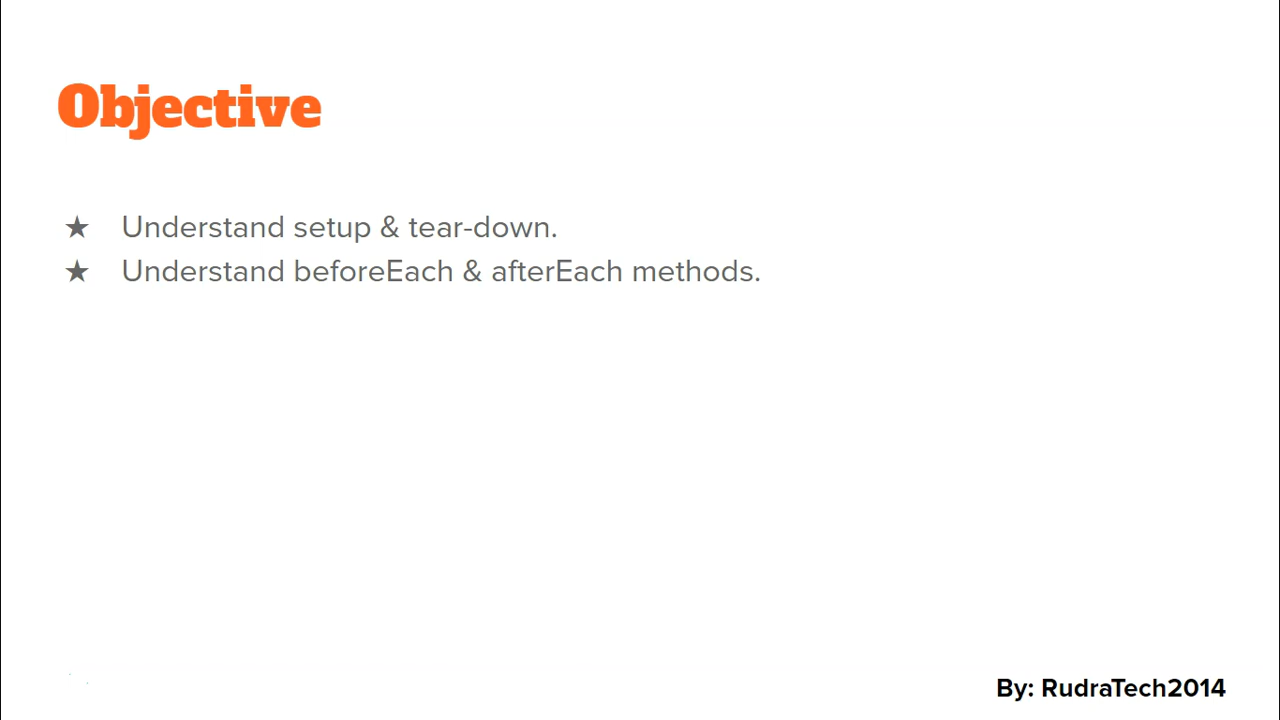 Objective
★ Understand setup & tear-down.
★ Understand beforeEach & afterEach methods.
By: RudraTech2014